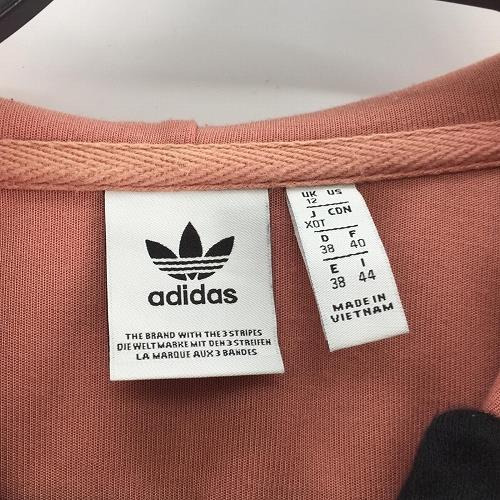 adidas
THE BRAND WITH THE 3 STRIPES
DIE WELTMARKE MIT DEN 3 STREIFEN
LA MARQUE AUX 3 BANDES
UK US
12
J CDN
XOT
D F
38 40
E I
38 44
MADE IN
VIETNAM